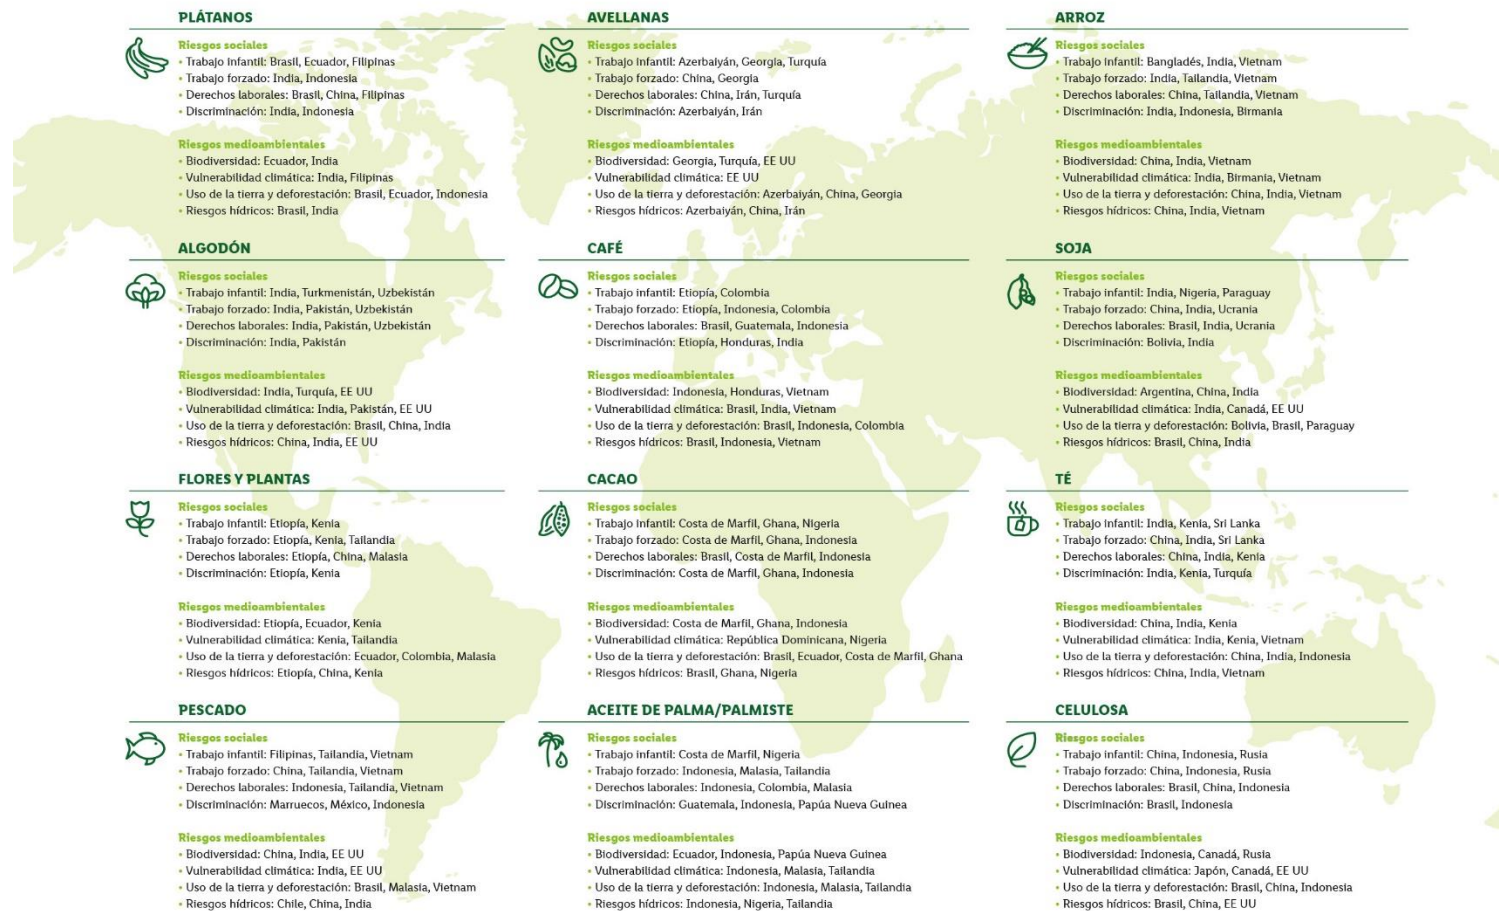 PLÁTANOS
Riesgos sociales
• Trabajo infantil: Brasil, Ecuador, Filipinas
• Trabajo forzado: India, Indonesia
• Derechos laborales: Brasil, China, Filipinas
• Discriminación: India, Indonesia
Riesgos medioambientales
• Biodiversidad: Ecuador, India
• Vulnerabilidad climática: India, Filipinas
• Uso de la tierra y deforestación: Brasil, Ecuador, Indonesia
• Riesgos hídricos: Brasil, India
AVELLANAS
Riesgos sociales
• Trabajo infantil: Azerbaiyán, Georgia, Turquía
• Trabajo forzado: China, Georgia
• Derechos laborales: China, Irán, Turquía
• Discriminación: Azerbaiyán, Irán
Riesgos medioambientales
• Biodiversidad: Georgia, Turquía, EE UU
• Vulnerabilidad climática: EE UU
• Uso de la tierra y deforestación: Azerbaiyán, China, Georgia
• Riesgos hídricos: Azerbaiyán, China, Irán
ARROZ
Riesgos sociales
• Trabajo infantil: Bangladés, India, Vietnam
• Trabajo forzado: India, Tailandia, Vietnam
• Derechos laborales: China, Tailandia, Vietnam
• Discriminación: India, Indonesia, Birmania
Riesgos medioambientales
• Biodiversidad: China, India, Vietnam
• Vulnerabilidad climática: India, Birmania, Vietnam
• Uso de la tierra y deforestación: China, India, Vietnam
• Riesgos hídricos: China, India, Vietnam
ALGODÓN
Riesgos sociales
• Trabajo infantil: India, Turkmenistán, Uzbekistán
• Trabajo forzado: India, Pakistán, Uzbekistán
• Derechos laborales: India, Pakistán, Uzbekistán
• Discriminación: India, Pakistán
Riesgos medioambientales
• Biodiversidad: India, Turquía, EE UU
• Vulnerabilidad climática: India, Pakistán, EE UU
• Uso de la tierra y deforestación: Brasil, China, India
• Riesgos hídricos: China, India, EE UU
CAFÉ
Riesgos sociales
• Trabajo infantil: Etiopía, Colombia
• Trabajo forzado: Etiopía, Indonesia, Colombia
• Derechos laborales: Brasil, Guatemala, Indonesia
• Discriminación: Etiopía, Honduras, India
Riesgos medioambientales
• Biodiversidad: Indonesia, Honduras, Vietnam
• Vulnerabilidad climática: Brasil, India, Vietnam
• Uso de la tierra y deforestación: Brasil, Indonesia, Colombia
• Riesgos hídricos: Brasil, Indonesia, Vietnam
SOJA
Riesgos sociales
• Trabajo infantil: India, Nigeria, Paraguay
• Trabajo forzado: China, India, Ucrania
• Derechos laborales: Brasil, India, Ucrania
• Discriminación: Bolivia, India
Riesgos medioambientales
• Biodiversidad: Argentina, China, India
• Vulnerabilidad climática: India, Canadá, EE UU
• Uso de la tierra y deforestación: Bolivia, Brasil, Paraguay
• Riesgos hídricos: Brasil, China, India
FLORES Y PLANTAS
Riesgos sociales
• Trabajo infantil: Etiopía, Kenia
• Trabajo forzado: Etiopía, Kenia, Tailandia
• Derechos laborales: Etiopía, China, Malasia
• Discriminación: Etiopía, Kenia
Riesgos medioambientales
• Biodiversidad: Etiopía, Ecuador, Kenia
• Vulnerabilidad climática: Kenia, Tailandia
• Uso de la tierra y deforestación: Ecuador, Colombia, Malasia
• Riesgos hídricos: Etiopía, China, Kenia
CACAO
Riesgos sociales
• Trabajo infantil: Costa de Marfil, Ghana, Nigeria
• Trabajo forzado: Costa de Marfil, Ghana, Indonesia
• Derechos laborales: Brasil, Costa de Marfil, Indonesia
• Discriminación: Costa de Marfil, Ghana, Indonesia
Riesgos medioambientales
• Biodiversidad: Costa de Marfil, Ghana, Indonesia
• Vulnerabilidad climática: República Dominicana, Nigeria
• Uso de la tierra y deforestación: Brasil, Ecuador, Costa de Marfil, Ghana
• Riesgos hídricos: Brasil, Ghana, Nigeria
TÉ
Riesgos sociales
• Trabajo infantil: India, Kenia, Sri Lanka
• Trabajo forzado: China, India, Sri Lanka
• Derechos laborales: China, India, Kenia
• Discriminación: India, Kenia, Turquía
Riesgos medioambientales
• Biodiversidad: China, India, Kenia
• Vulnerabilidad climática: India, Kenia, Vietnam
• Uso de la tierra y deforestación: China, India, Indonesia
• Riesgos hídricos: China, India, Vietnam
PESCADO
Riesgos sociales
• Trabajo infantil: Filipinas, Tailandia, Vietnam
• Trabajo forzado: China, Tailandia, Vietnam
• Derechos laborales: Indonesia, Tailandia, Vietnam
• Discriminación: Marruecos, México, Indonesia
Riesgos medioambientales
• Biodiversidad: China, India, EE UU
• Vulnerabilidad climática: India, EE UU
• Uso de la tierra y deforestación: Brasil, Malasia, Vietnam
• Riesgos hídricos: Chile, China, India
ACEITE DE PALMA/PALMISTE
Riesgos sociales
• Trabajo infantil: Costa de Marfil, Nigeria
• Trabajo forzado: Indonesia, Malasia, Tailandia
• Derechos laborales: Indonesia, Colombia, Malasia
• Discriminación: Guatemala, Indonesia, Papúa Nueva Guinea
Riesgos medioambientales
• Biodiversidad: Ecuador, Indonesia, Papúa Nueva Guinea
• Vulnerabilidad climática: Indonesia, Malasia, Tailandia
• Uso de la tierra y deforestación: Indonesia, Malasia, Tailandia
• Riesgos hídricos: Indonesia, Nigeria, Tailandia
CELULOSA
Riesgos sociales
• Trabajo infantil: China, Indonesia, Rusia
• Trabajo forzado: China, Indonesia, Rusia
• Derechos laborales: Brasil, China, Indonesia
• Discriminación: Brasil, Indonesia
Riesgos medioambientales
• Biodiversidad: Indonesia, Canadá, Rusia
• Vulnerabilidad climática: Japón, Canadá, EE UU
• Uso de la tierra y deforestación: Brasil, China, Indonesia
• Riesgos hídricos: Brasil, China, EE UU